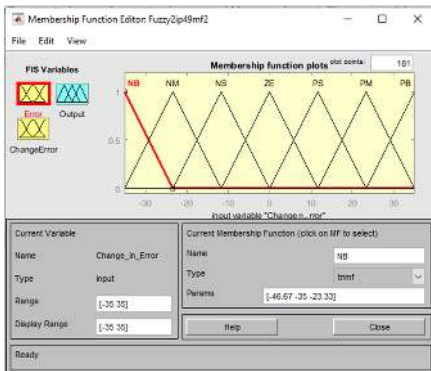 Membership Function Editor: Fuzzy2ip49mf2
File Edit View
FIS Variables
Error
Output
ChangeError
Membership function plots
plot points:
181
NB NM NS ZE PS PM PB
1
0.5
0
-30 -20 -10 0 10 20 30
input variable "Change
Current Variable
Name Change_in_Error
Type input
Range [-35 35]
Display Range [-35 35]
Current Membership Function (click on MF to select)
Name NB
Type trimf
Params [-46.67 -35 -23.33]
Help Close
Ready